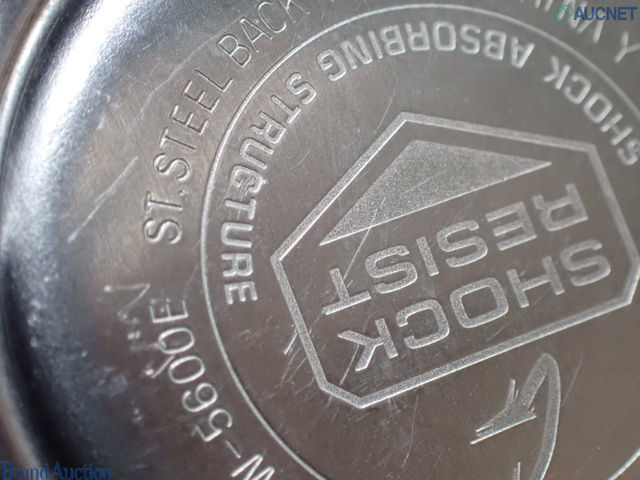 AUCNET
SHOCK ABSORBING STRUCTURE
SHOCK
RESIST
W-5600E ST.STEEL BACK
Brand Auction